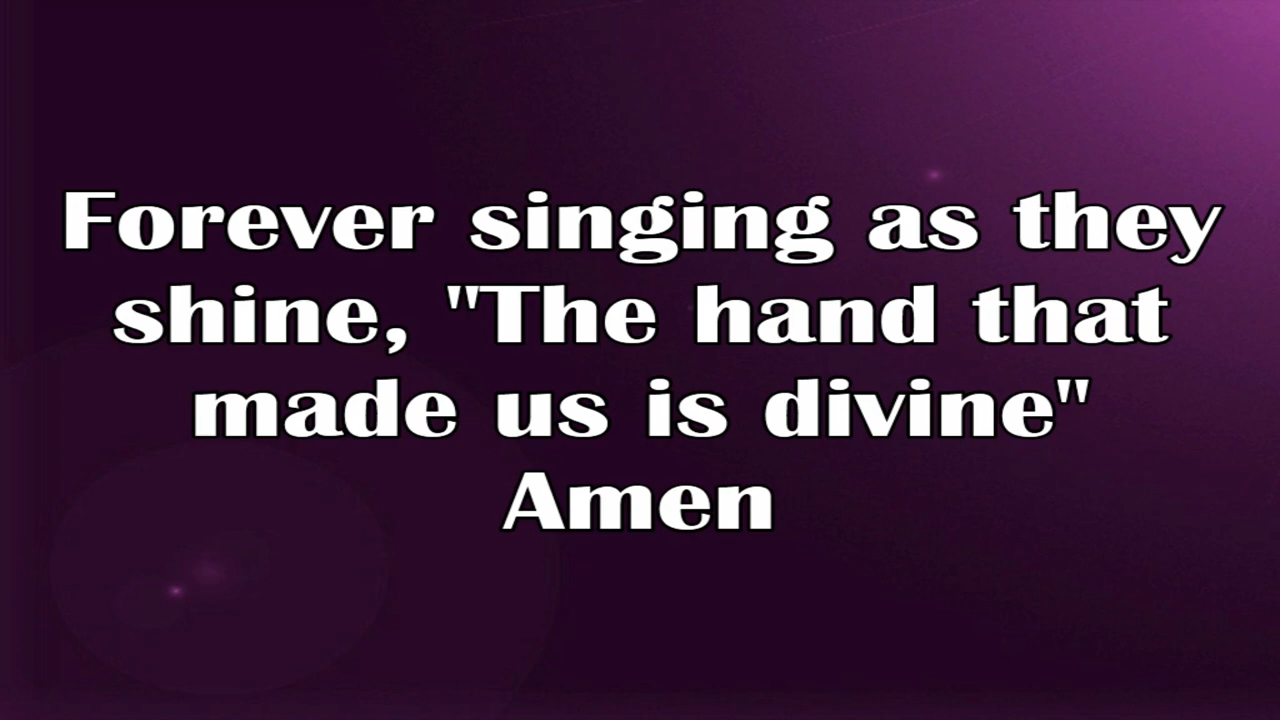 Forever singing as they
shine, "The hand that
made us is divine"
Amen